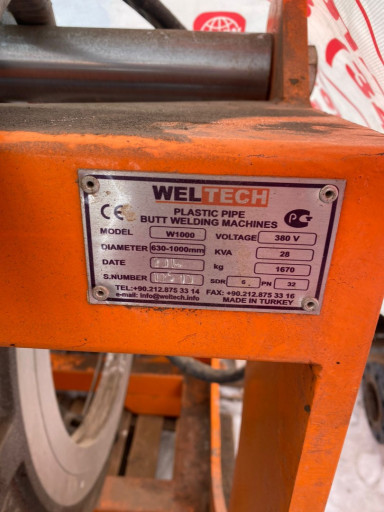 WELTECH
PLASTIC PIPE
BUTT WELDING MACHINES
CE
PG
MODEL W1000 VOLTAGE 380 V
DIAMETER 630-1000mm KVA 28
DATE kg 1670
S.NUMBER SDR 6 PN 32
TEL:+90.212.875 33 14 FAX: +90.212.875 33 16
e-mail: info@weltech.info MADE IN TURKEY